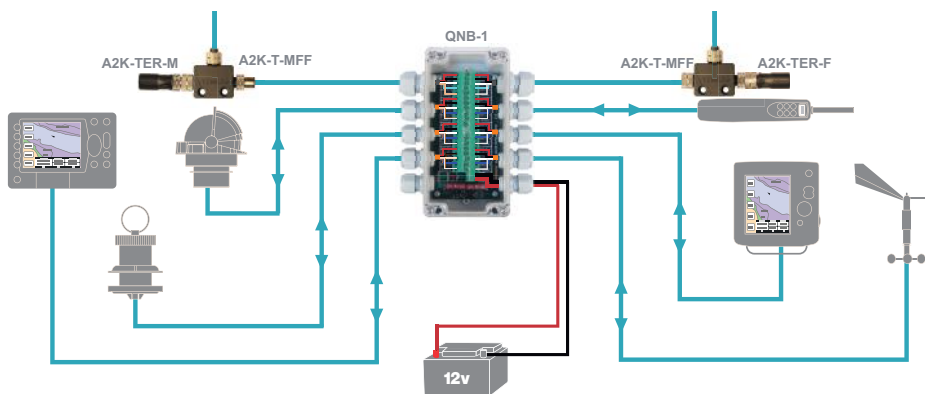 QNB-1
A2K-TER-M
A2K-T-MFF
A2K-T-MFF
A2K-TER-F
12v